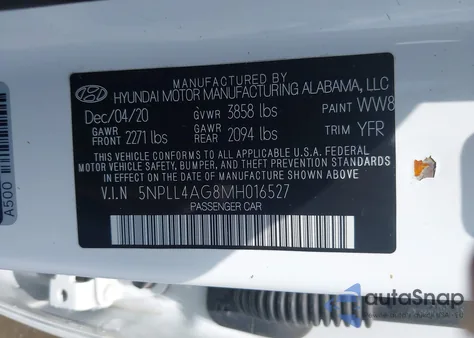 MANUFACTURED BY
HYUNDAI MOTOR MANUFACTURING ALABAMA, LLC
Dec/04/20 GVWR 3858 lbs PAINT WW8
GAWR FRONT 2271 lbs GAWR REAR 2094 lbs TRIM YFR
THIS VEHICLE CONFORMS TO ALL APPLICABLE U.S.A FEDERAL
MOTOR VEHICLE SAFETY, BUMPER, AND THEFT PREVENTION
STANDARDS IN EFFECT ON THE DATE OF MANUFACTURE SHOWN ABOVE.
V.I.N 5NPLL4AG8MH016527
PASSENGER CAR
A500
autoSnap